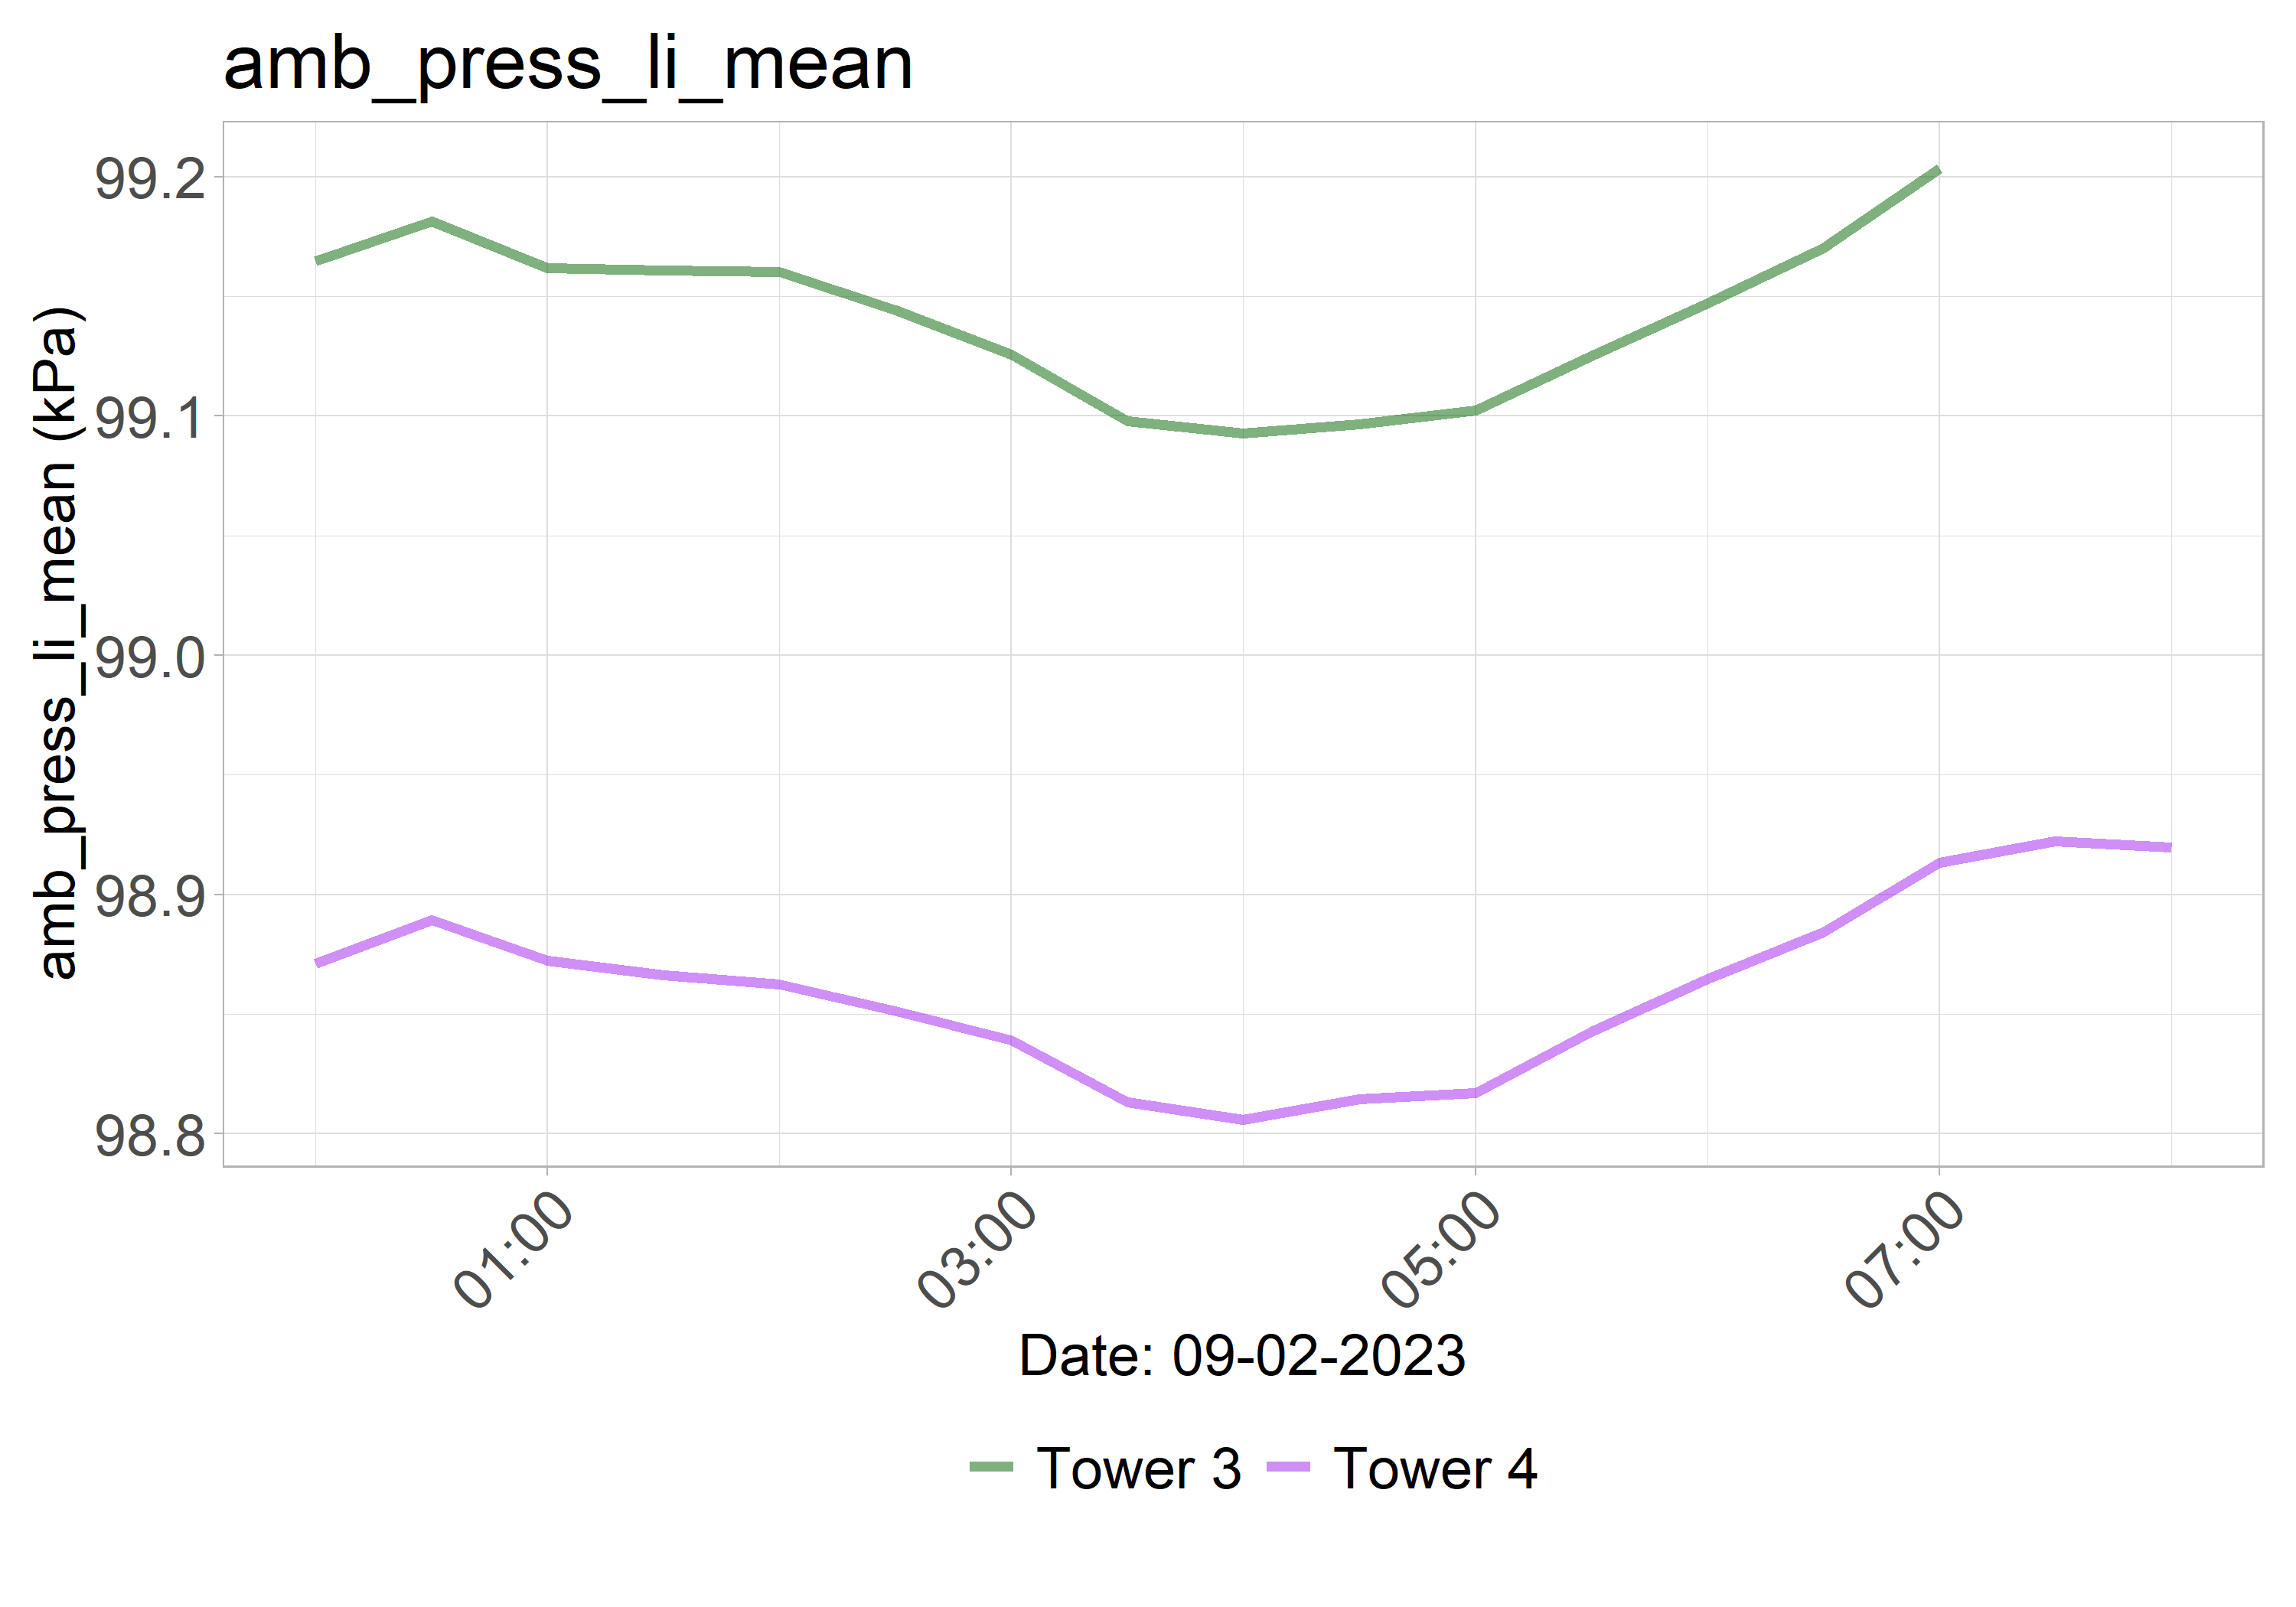 amb_press_li_mean
amb_press_li_mean (kPa)
99.2
99.1
99.0
98.9
98.8
01:00
03:00
05:00
07:00
Date: 09-02-2023
Tower 3
Tower 4